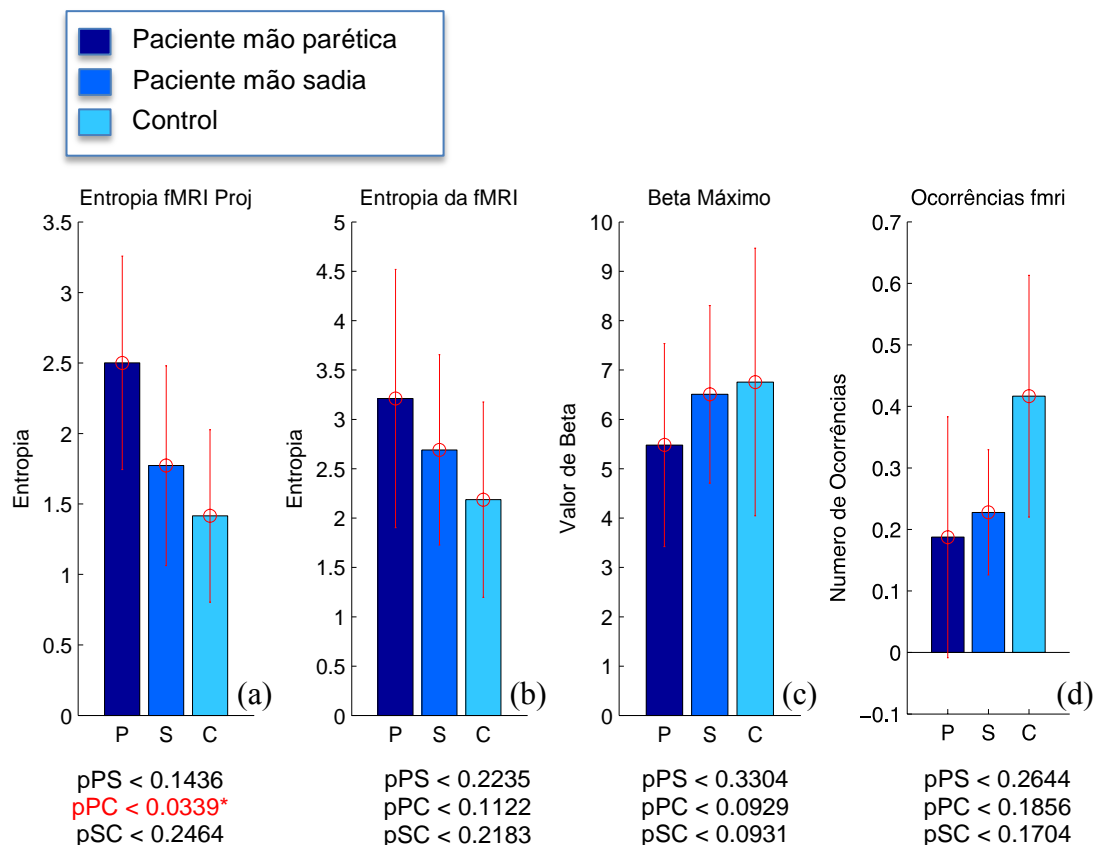 Paciente mão parética
Paciente mão sadia
Control
Entropia fMRI Proj
3.5
3
2.5
2
1.5
1
0.5
0
Entropia
P S C
(a)
pPS < 0.1436
pPC < 0.0339*
pSC < 0.2464
Entropia da fMRI
5
4.5
4
3.5
3
2.5
2
1.5
1
0.5
0
Entropia
P S C
(b)
pPS < 0.2235
pPC < 0.1122
pSC < 0.2183
Beta Máximo
10
9
8
7
6
5
4
3
2
1
0
Valor de Beta
P S C
(c)
pPS < 0.3304
pPC < 0.0929
pSC < 0.0931
Ocorrências fmri
0.7
0.6
0.5
0.4
0.3
0.2
0.1
0
−0.1
Numero de Ocorrências
P S C
(d)
pPS < 0.2644
pPC < 0.1856
pSC < 0.1704